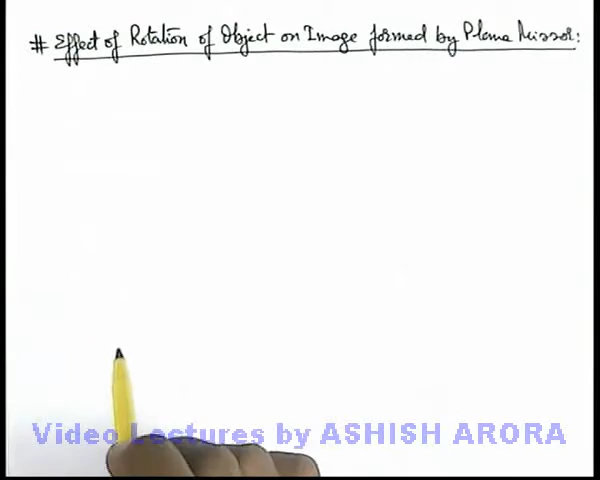 # Effect of Rotation of Object on Image formed by Plane Mirror:
Video Lectures by ASHISH ARORA